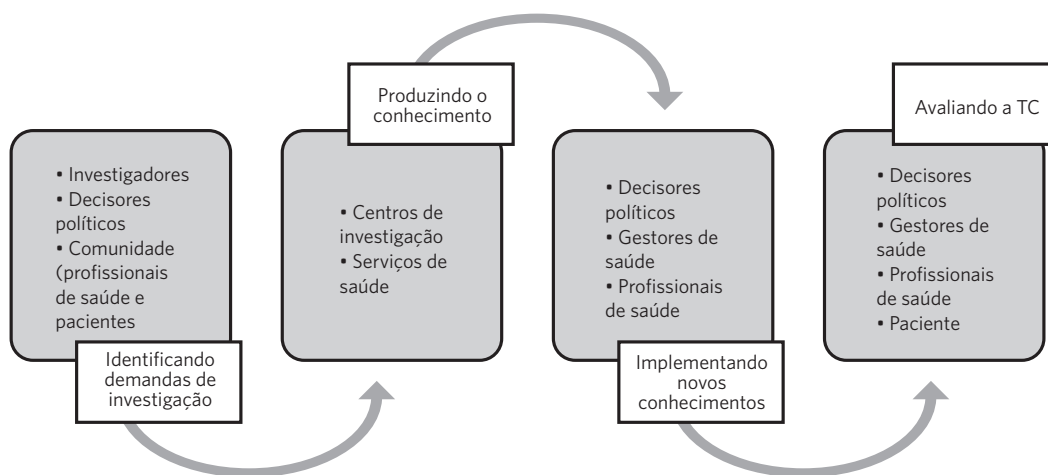 • Investigadores
• Decisores
políticos
• Comunidade
(profissionais
de saúde e
pacientes
Identificando
demandas de
investigação
Produzindo o
conhecimento
• Centros de
investigação
• Serviços de
saúde
• Decisores
políticos
• Gestores de
saúde
• Profissionais
de saúde
Implementando
novos
conhecimentos
Avaliando a TC
• Decisores
políticos
• Gestores de
saúde
• Profissionais
de saúde
• Paciente